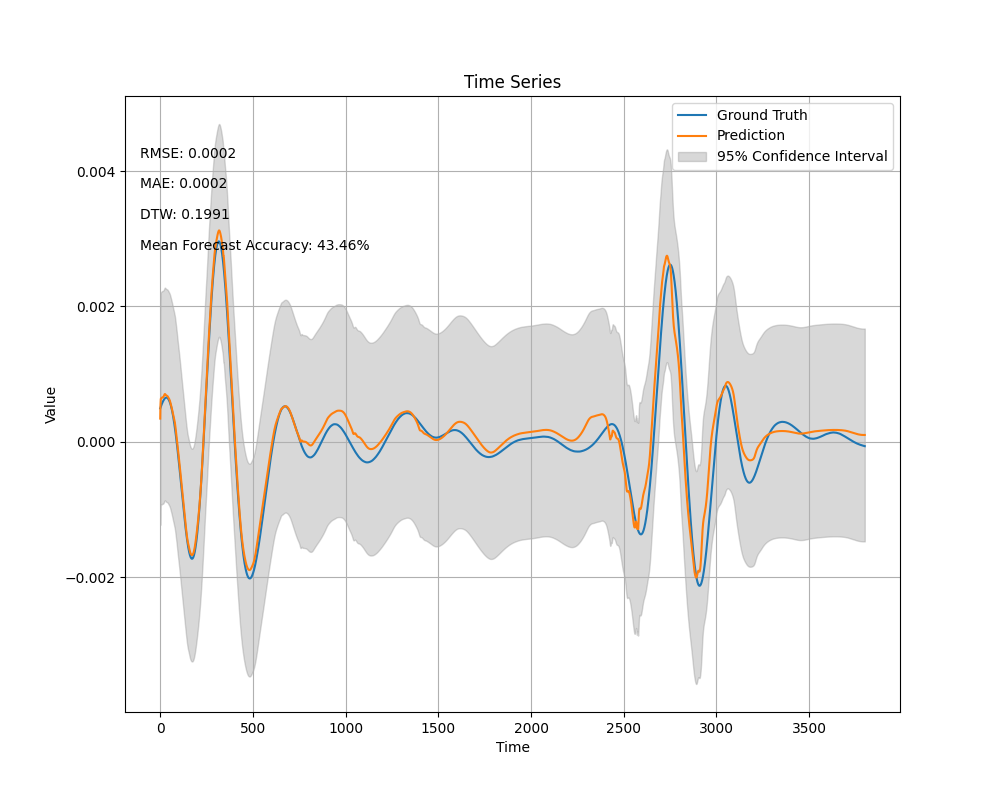 Time Series
Ground Truth
Prediction
95% Confidence Interval
RMSE: 0.0002
MAE: 0.0002
DTW: 0.1991
Mean Forecast Accuracy: 43.46%
0.004
0.002
0.000
−0.002
Value
0 500 1000 1500 2000 2500 3000 3500
Time